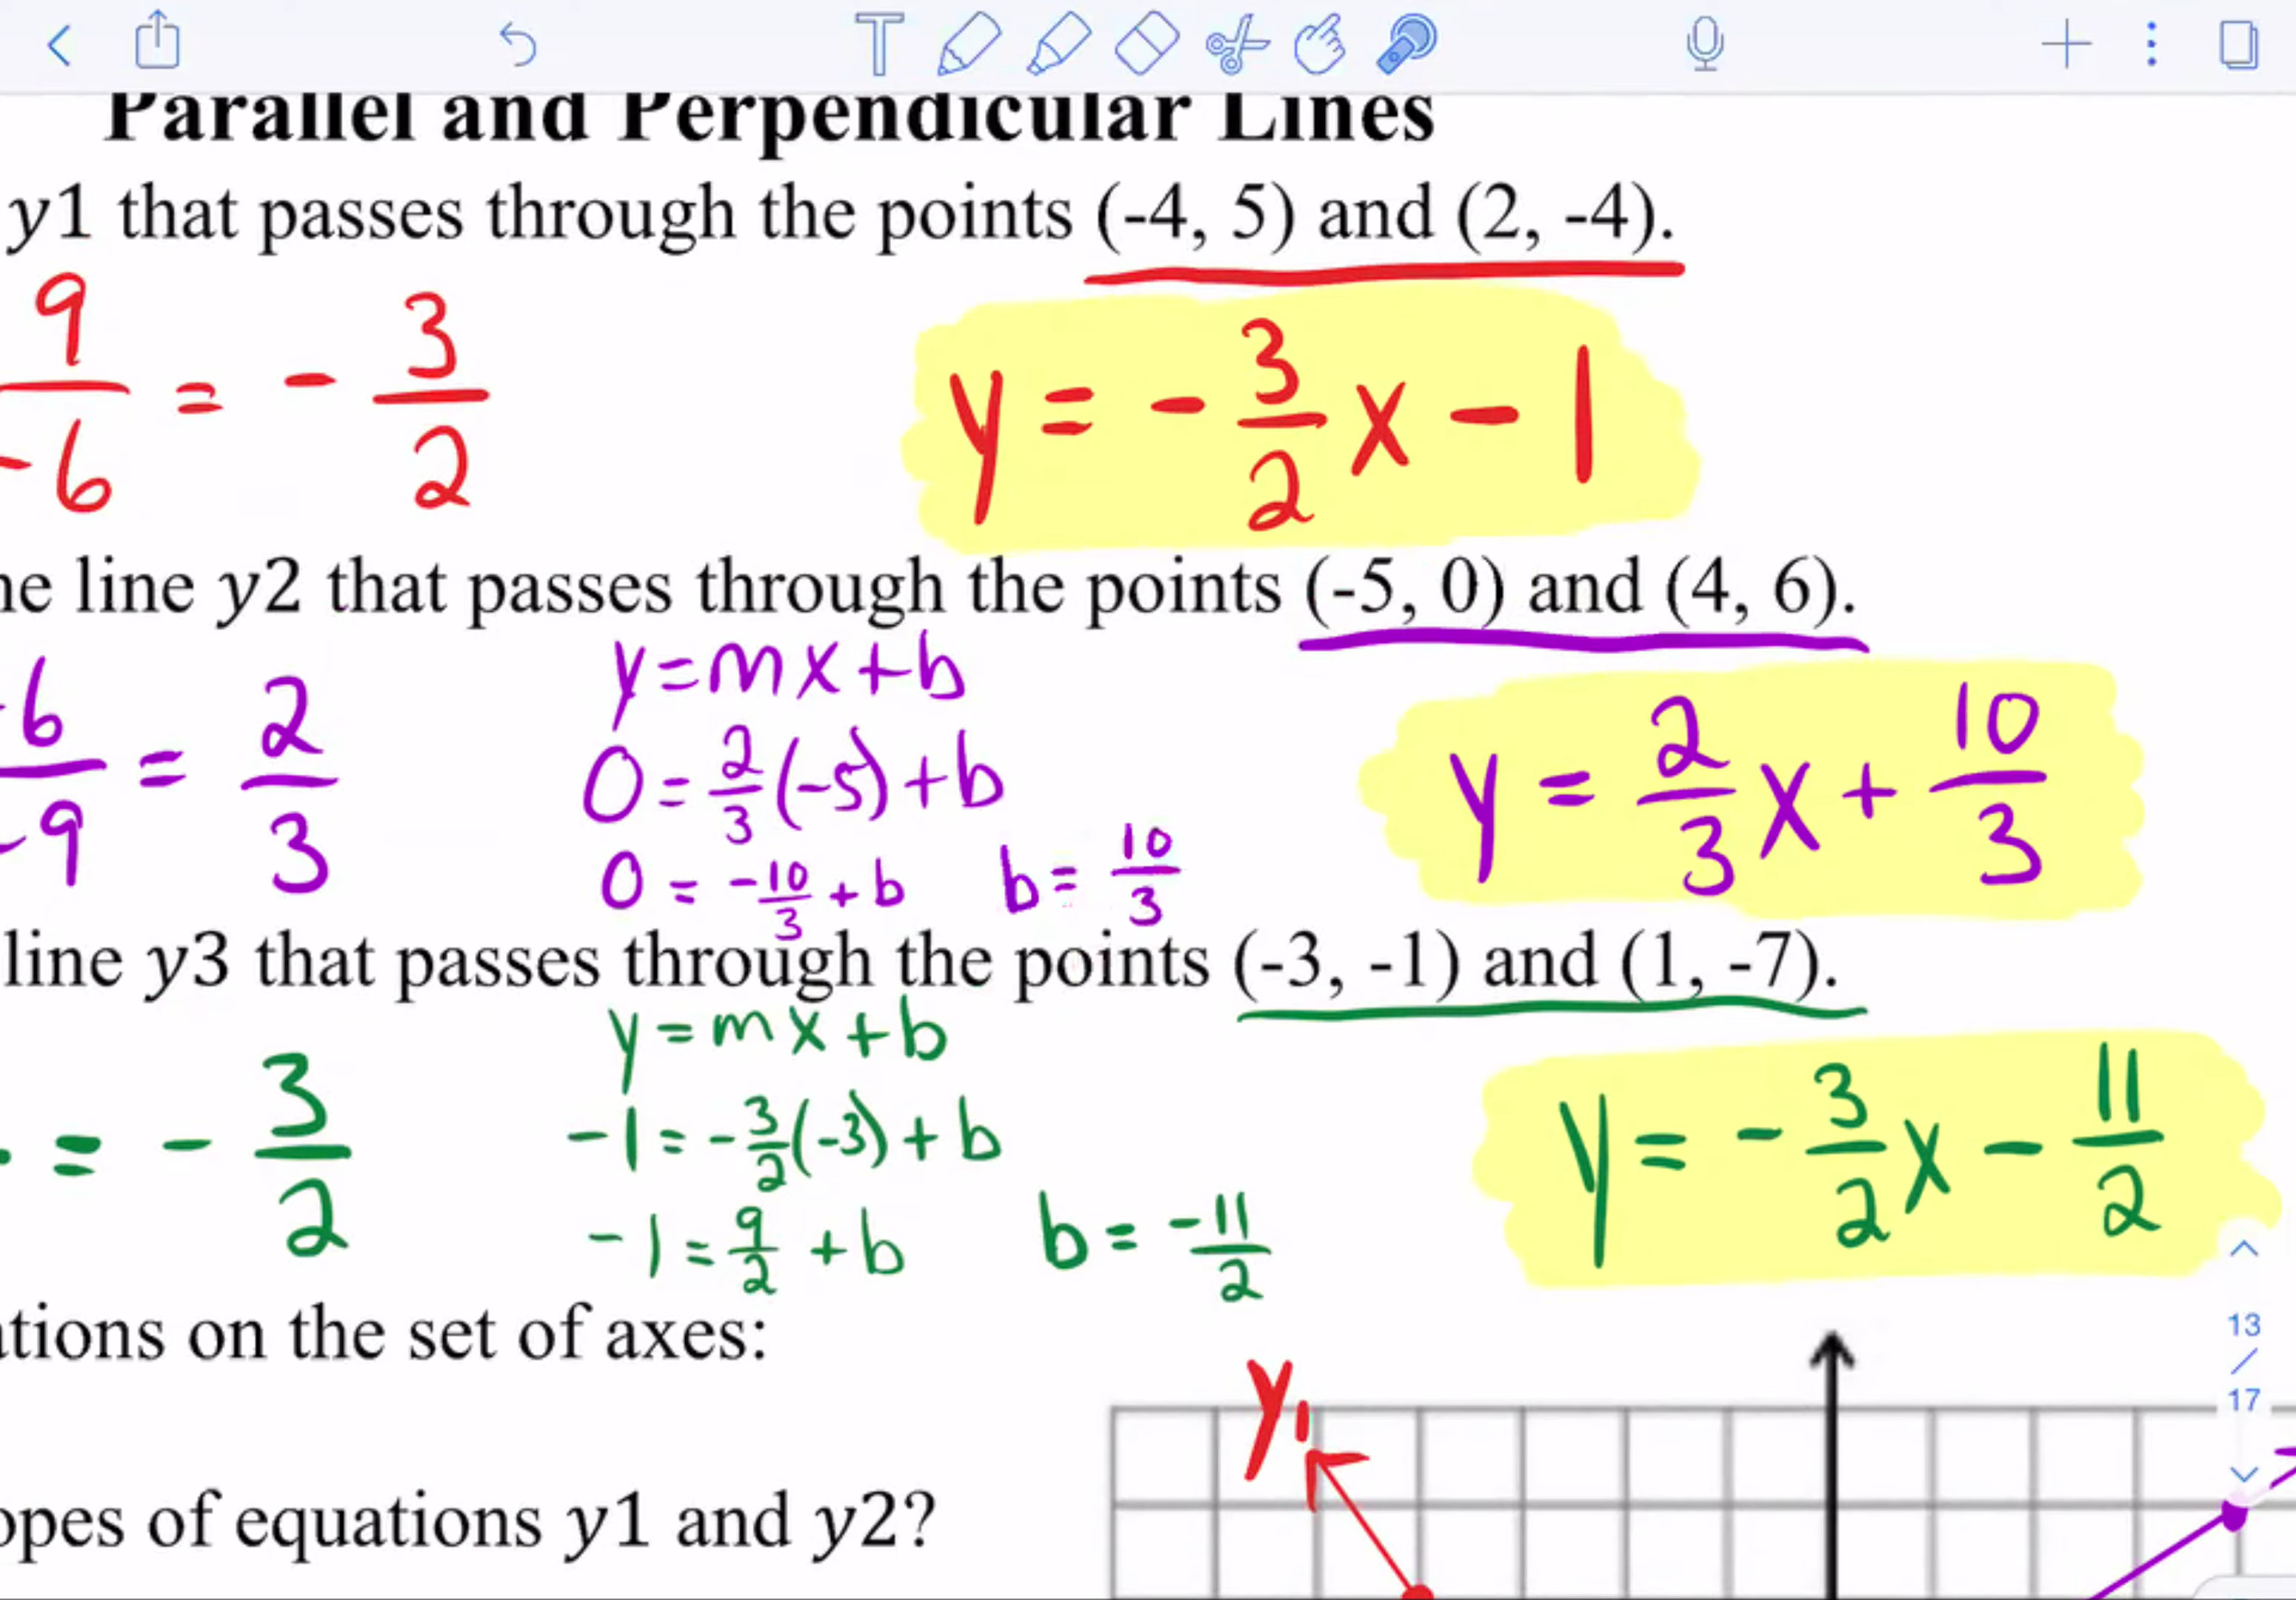 Parallel and Perpendicular Lines
y1 that passes through the points (-4, 5) and (2, -4).
9/-6 = - 3/2
y = - 3/2 x - 1
line y2 that passes through the points (-5, 0) and (4, 6).
y = mx + b
-6/-9 = 2/3
0 = 2/3 (-5) + b
y = 2/3 x + 10/3
0 = -10/3 + b b = 10/3
line y3 that passes through the points (-3, -1) and (1, -7).
y = mx + b
= - 3/2
-1 = -3/2 (-3) + b
y = - 3/2 x - 11/2
-1 = 9/2 + b b = -11/2
on the set of axes:
13
/
17
y1
of equations y1 and y2?